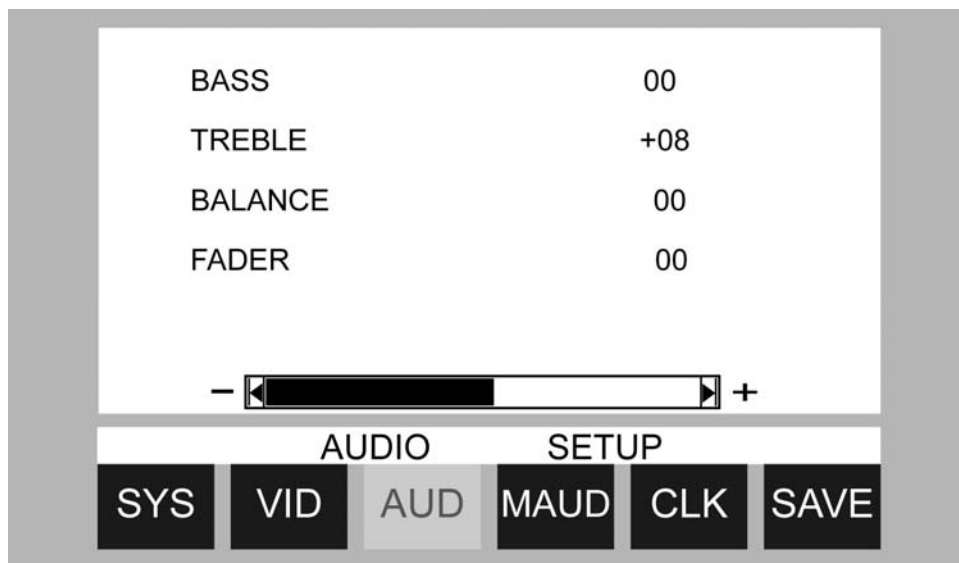 BASS 00
TREBLE +08
BALANCE 00
FADER 00
− +
AUDIO SETUP
SYS VID AUD MAUD CLK SAVE